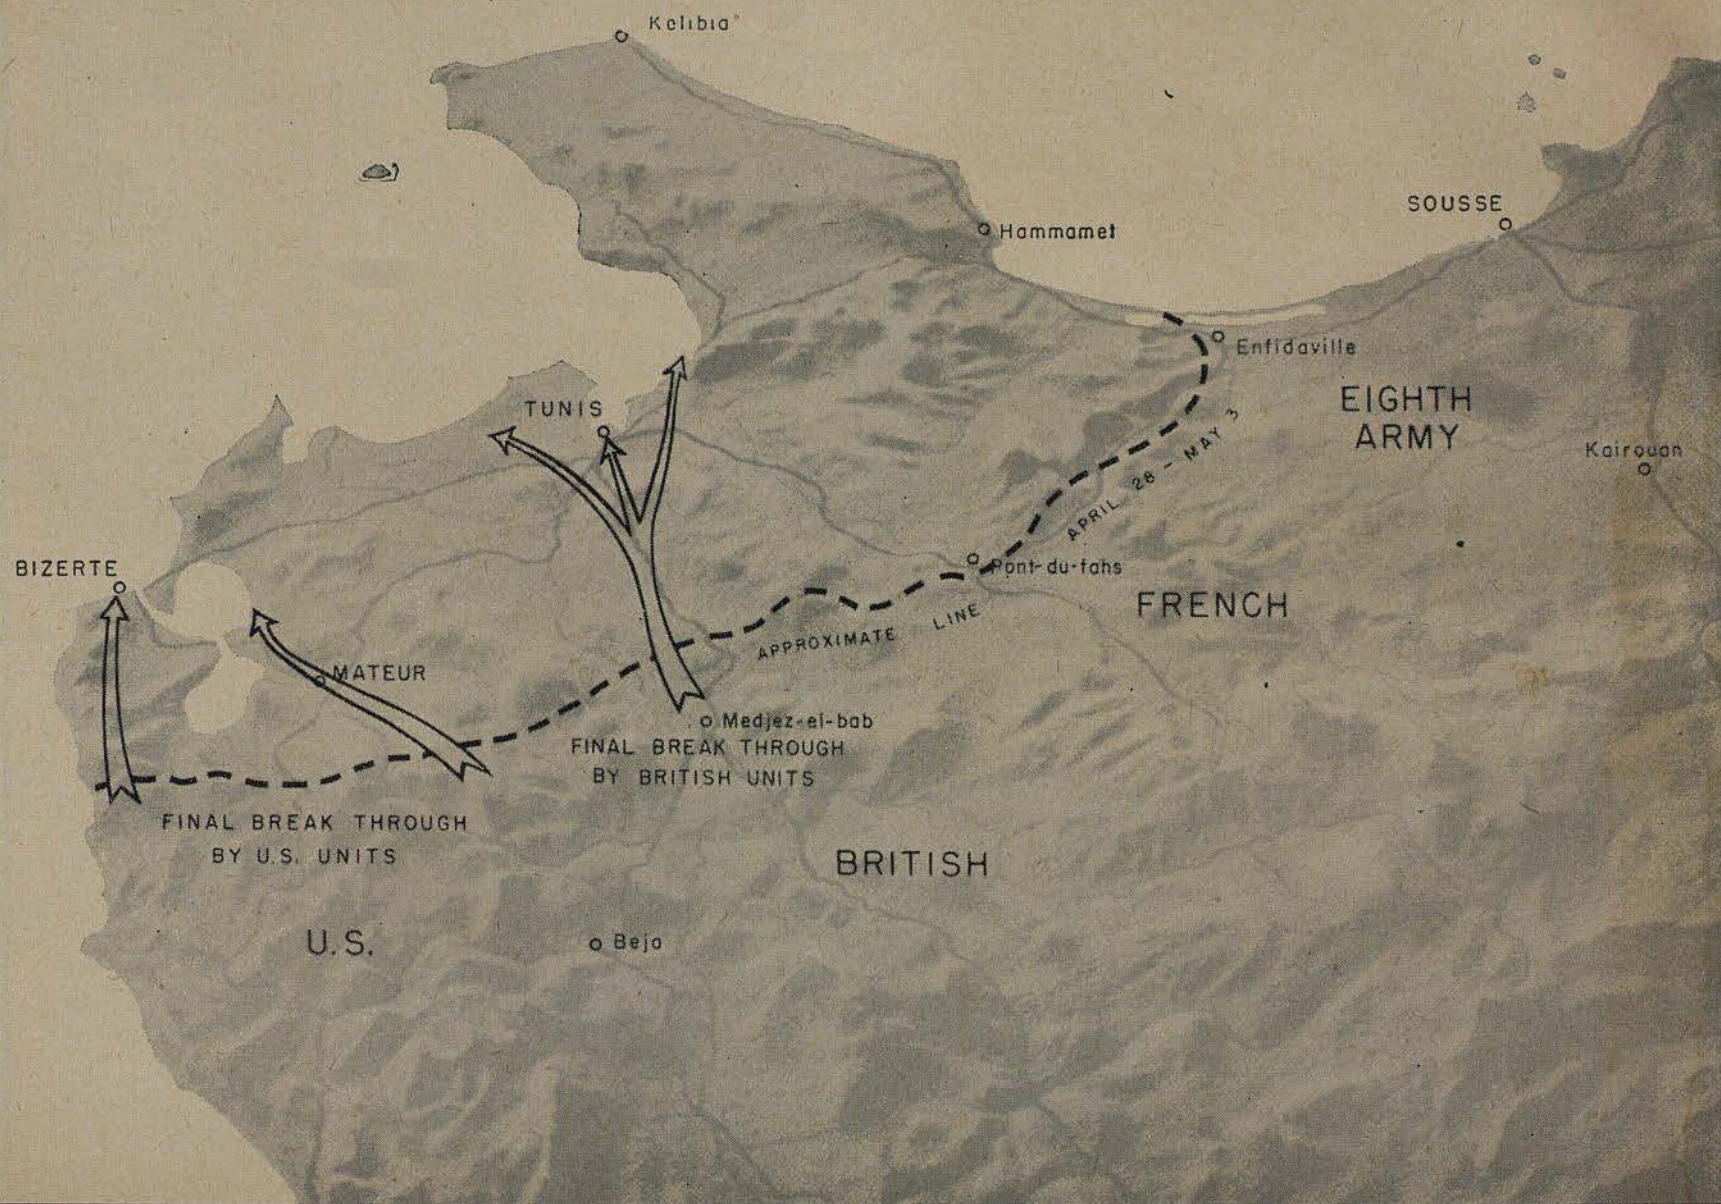 Kelibia
SOUSSE
Hammamet
Enfidaville
EIGHTH
ARMY
TUNIS
Kairouan
APRIL 28 - MAY 3
BIZERTE
Pont-du-fahs
FRENCH
APPROXIMATE LINE
MATEUR
Medjez-el-bab
FINAL BREAK THROUGH
BY BRITISH UNITS
FINAL BREAK THROUGH
BY U.S. UNITS
BRITISH
U.S.
Beja